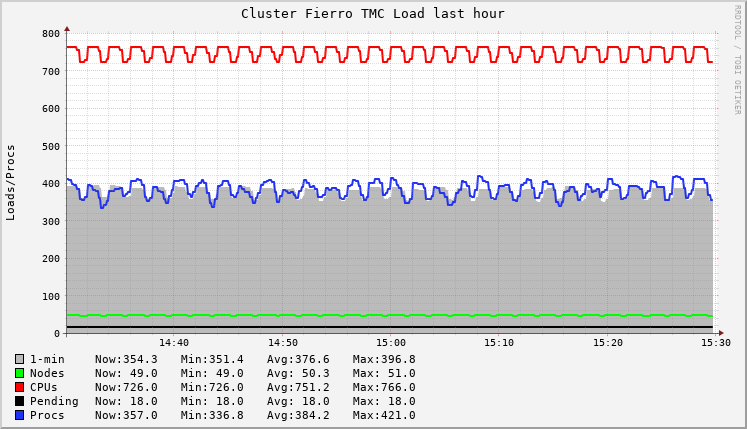 Cluster Fierro TMC Load last hour
RRDTOOL / TOBI OETIKER
Loads/Procs
800
700
600
500
400
300
200
100
0
14:40 14:50 15:00 15:10 15:20 15:30
1-min Now:354.3 Min:351.4 Avg:376.6 Max:396.8
Nodes Now: 49.0 Min: 49.0 Avg: 50.3 Max: 51.0
CPUs Now:726.0 Min:726.0 Avg:751.2 Max:766.0
Pending Now: 18.0 Min: 18.0 Avg: 18.0 Max: 18.0
Procs Now:357.0 Min:336.8 Avg:384.2 Max:421.0